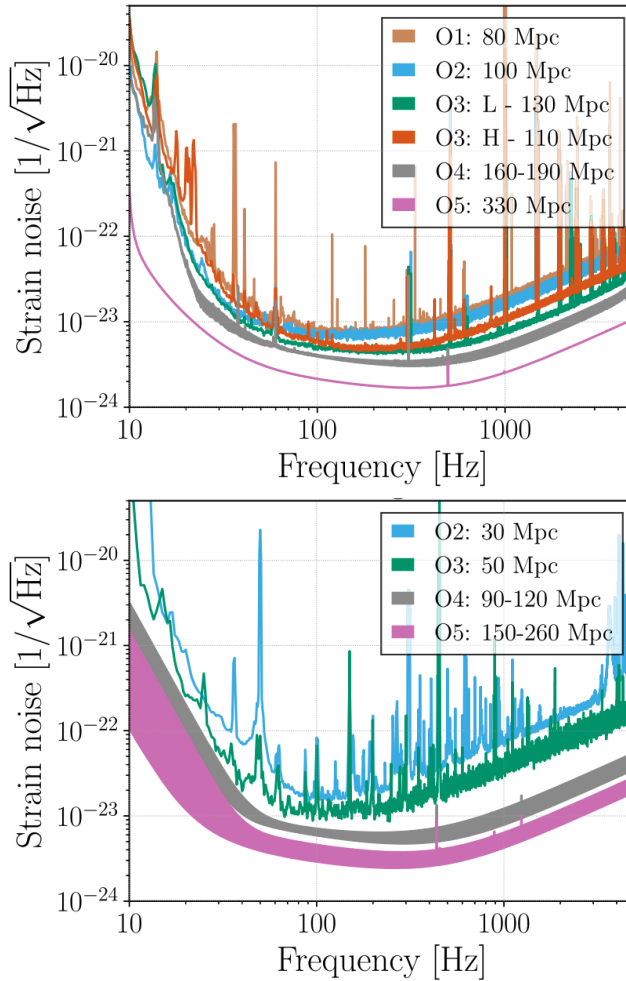 Strain noise [1/√Hz]
10⁻²⁰
10⁻²¹
10⁻²²
10⁻²³
10⁻²⁴
O1: 80 Mpc
O2: 100 Mpc
O3: L - 130 Mpc
O3: H - 110 Mpc
O4: 160-190 Mpc
O5: 330 Mpc
10 100 1000
Frequency [Hz]
Strain noise [1/√Hz]
10⁻²⁰
10⁻²¹
10⁻²²
10⁻²³
10⁻²⁴
O2: 30 Mpc
O3: 50 Mpc
O4: 90-120 Mpc
O5: 150-260 Mpc
10 100 1000
Frequency [Hz]